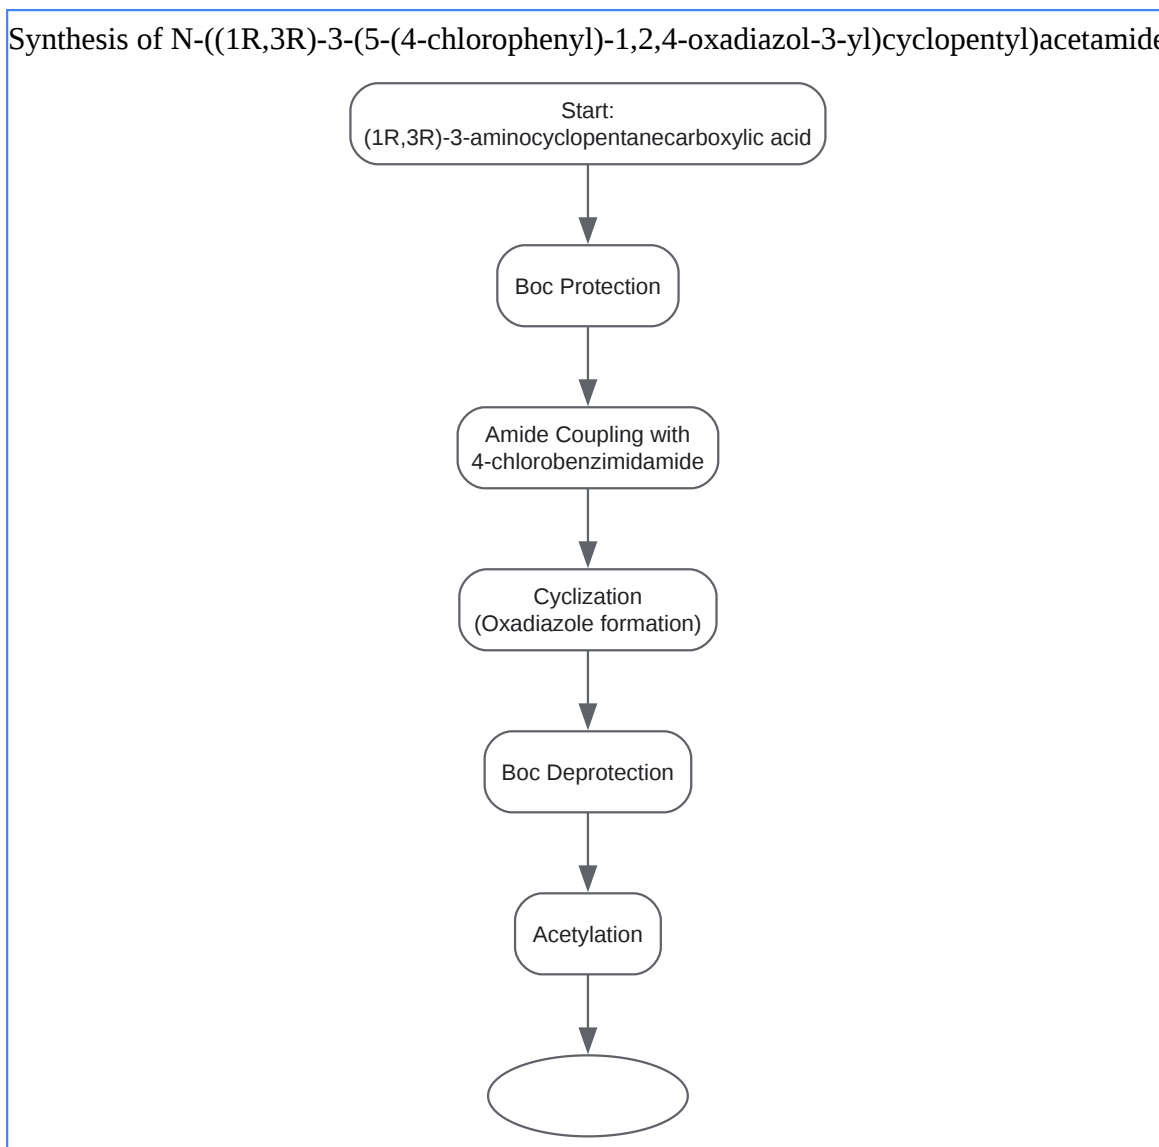 Synthesis of N-((1R,3R)-3-(5-(4-chlorophenyl)-1,2,4-oxadiazol-3-yl)cyclopentyl)acetamide
Start:
(1R,3R)-3-aminocyclopentanecarboxylic acid
Boc Protection
Amide Coupling with
4-chlorobenzimidamide
Cyclization
(Oxadiazole formation)
Boc Deprotection
Acetylation